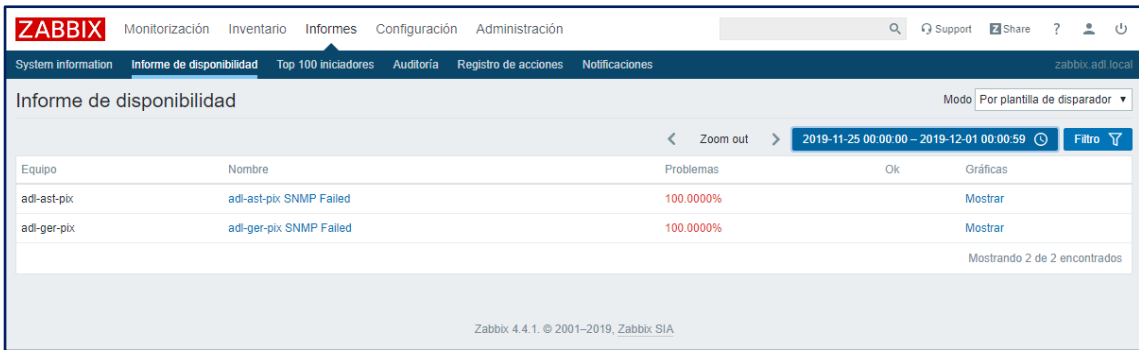 ZABBIX Monitorización Inventario Informes Configuración Administración Support Z Share ?
System information Informe de disponibilidad Top 100 iniciadores Auditoría Registro de acciones Notificaciones zabbix.adl.local
Informe de disponibilidad Modo Por plantilla de disparador
Zoom out 2019-11-25 00:00:00 – 2019-12-01 00:00:59 Filtro
Equipo Nombre Problemas Ok Gráficas
adl-ast-pix adl-ast-pix SNMP Failed 100.0000% Mostrar
adl-ger-pix adl-ger-pix SNMP Failed 100.0000% Mostrar
Mostrando 2 de 2 encontrados
Zabbix 4.4.1. © 2001–2019, Zabbix SIA